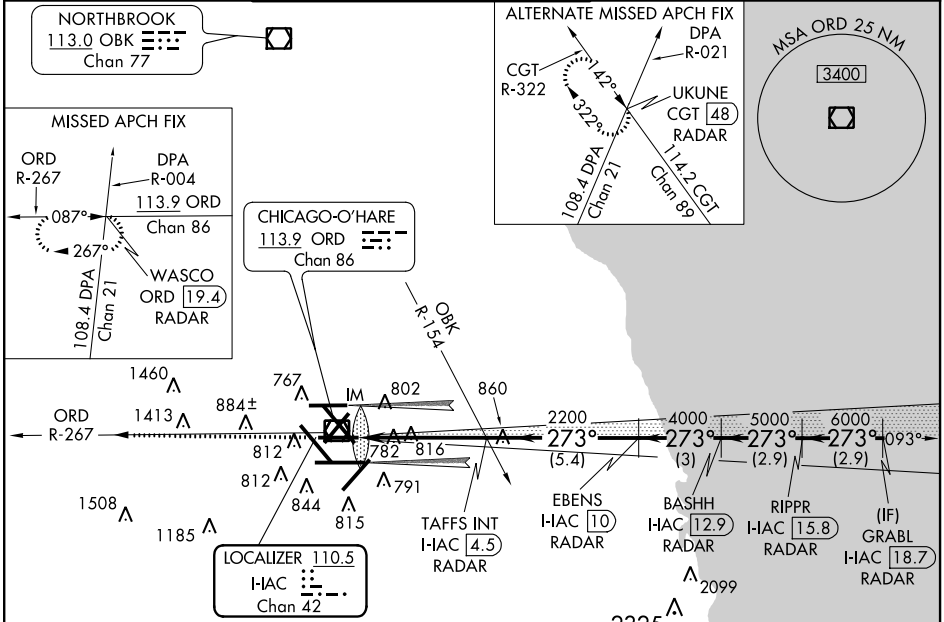 NORTHBROOK
113.0 OBK
Chan 77
ALTERNATE MISSED APCH FIX
DPA
R-021
CGT
R-322
142°
322°
UKUNE
CGT 48
RADAR
108.4 DPA
Chan 21
114.2 CGT
Chan 89
MSA ORD 25 NM
3400
MISSED APCH FIX
ORD
R-267
DPA
R-004
113.9 ORD
Chan 86
087°
267°
WASCO
ORD 19.4
RADAR
108.4 DPA
Chan 21
CHICAGO-O'HARE
113.9 ORD
Chan 86
OBK
R-154
1460
767
IM
802
860
1413
884±
2200
4000
5000
6000
ORD
R-267
812
782
816
273°
273°
273°
273°
093°
(5.4)
(3)
(2.9)
(2.9)
812
844
791
815
1508
1185
TAFFS INT
I-IAC 4.5
RADAR
EBENS
I-IAC 10
RADAR
BASHH
I-IAC 12.9
RADAR
RIPPR
I-IAC 15.8
RADAR
(IF)
GRABL
I-IAC 18.7
RADAR
LOCALIZER 110.5
I-IAC
Chan 42
2099